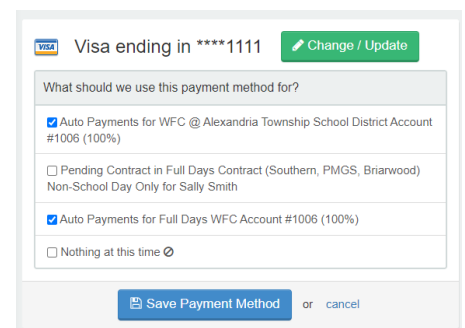 VISA Visa ending in ****1111 Change / Update
What should we use this payment method for?
Auto Payments for WFC @ Alexandria Township School District Account
#1006 (100%)
Pending Contract in Full Days Contract (Southern, PMGS, Briarwood)
Non-School Day Only for Sally Smith
Auto Payments for Full Days WFC Account #1006 (100%)
Nothing at this time
Save Payment Method or cancel